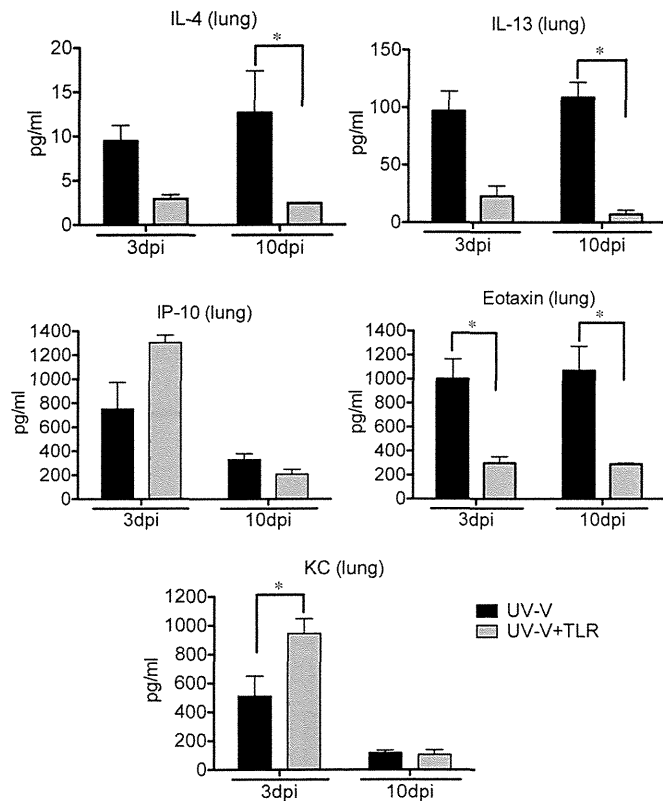 IL-4 (lung)
*
20
15
10
5
0
pg/ml
3dpi
10dpi
IL-13 (lung)
*
150
100
50
0
pg/ml
3dpi
10dpi
IP-10 (lung)
1400
1200
1000
800
600
400
200
0
pg/ml
3dpi
10dpi
Eotaxin (lung)
*
*
1400
1200
1000
800
600
400
200
0
pg/ml
3dpi
10dpi
KC (lung)
*
1200
1000
800
600
400
200
0
pg/ml
3dpi
10dpi
UV-V
UV-V+TLR